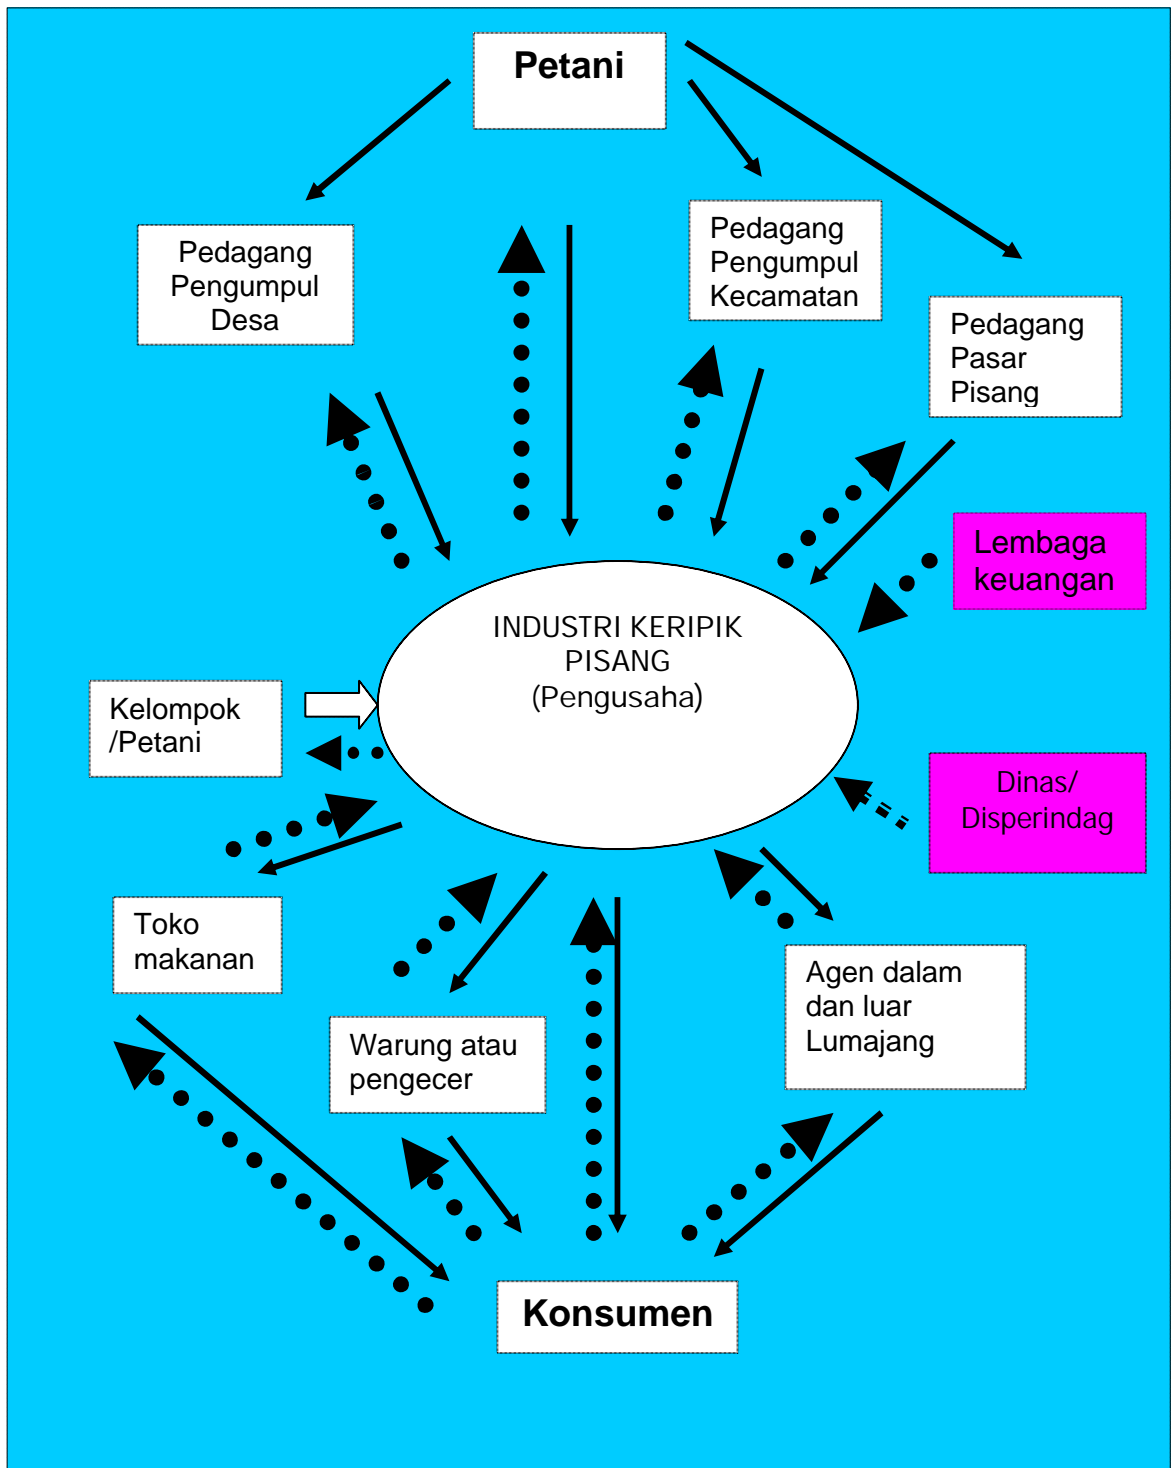 Petani
Pedagang
Pengumpul
Desa
Pedagang
Pengumpul
Kecamatan
Pedagang
Pasar
Pisang
Lembaga
keuangan
INDUSTRI KERIPIK
PISANG
(Pengusaha)
Kelompok
/Petani
Dinas/
Disperindag
Toko
makanan
Warung atau
pengecer
Agen dalam
dan luar
Lumajang
Konsumen